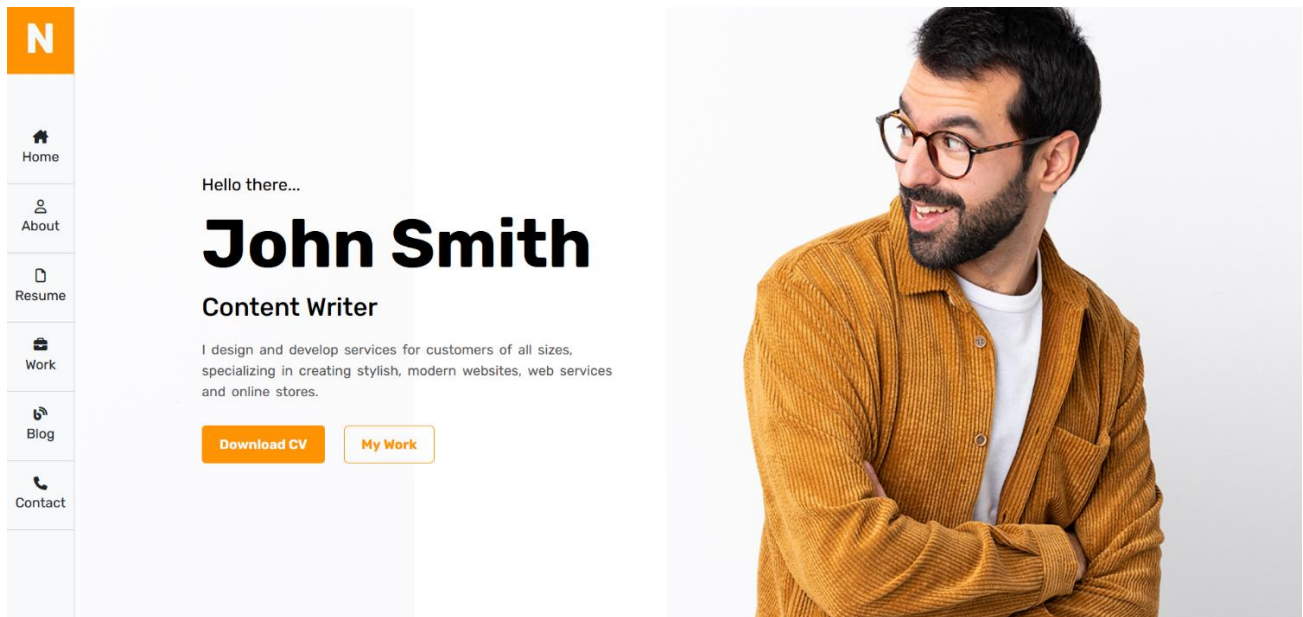 N
Home
About
Resume
Work
Blog
Contact
Hello there...
John Smith
Content Writer
I design and develop services for customers of all sizes,
specializing in creating stylish, modern websites, web services
and online stores.
Download CV
My Work